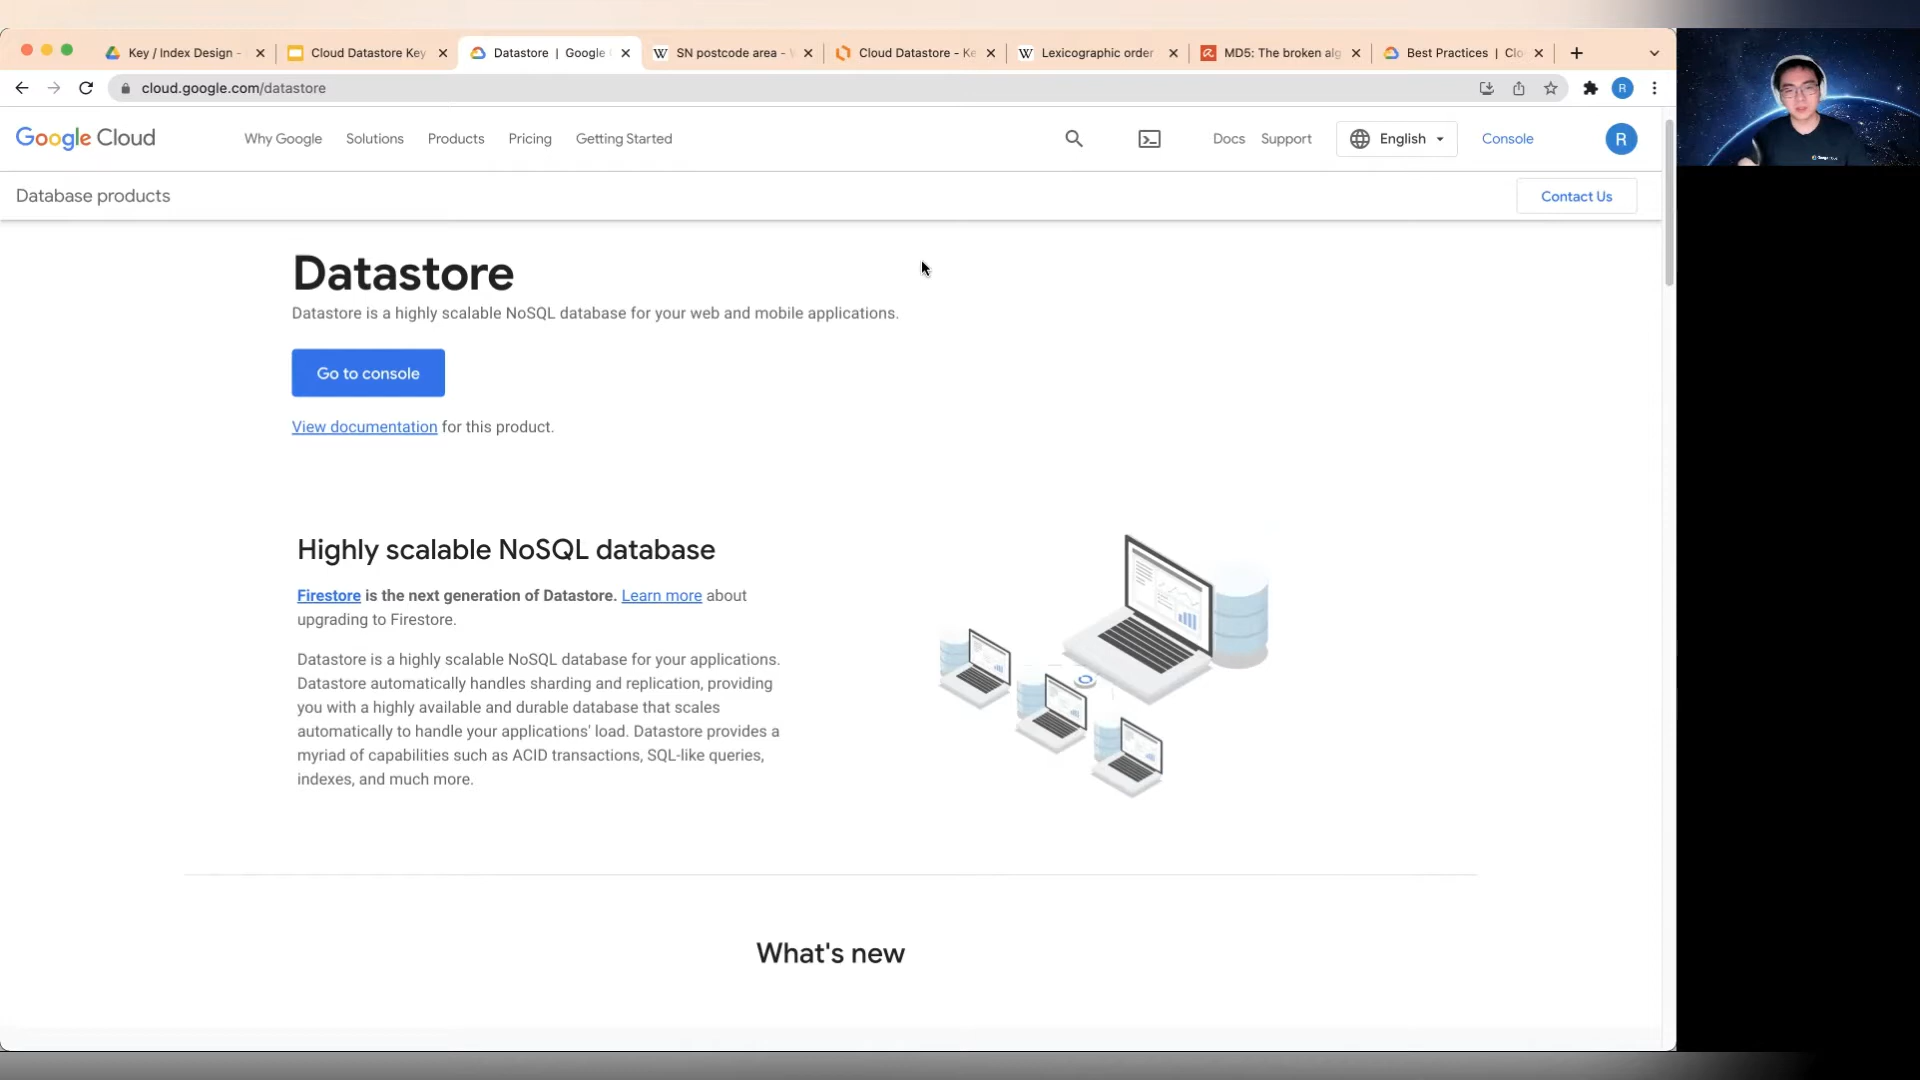 Key / Index Design -
Cloud Datastore Key
Datastore | Google
SN postcode area -
Cloud Datastore - Ke
Lexicographic order
MD5: The broken alg
Best Practices | Clo
cloud.google.com/datastore
R
Google Cloud
Why Google
Solutions
Products
Pricing
Getting Started
Docs
Support
English
Console
R
Database products
Contact Us
Datastore
Datastore is a highly scalable NoSQL database for your web and mobile applications.
Go to console
View documentation for this product.
Highly scalable NoSQL database
Firestore is the next generation of Datastore. Learn more about
upgrading to Firestore.
Datastore is a highly scalable NoSQL database for your applications.
Datastore automatically handles sharding and replication, providing
you with a highly available and durable database that scales
automatically to handle your applications' load. Datastore provides a
myriad of capabilities such as ACID transactions, SQL-like queries,
indexes, and much more.
What's new